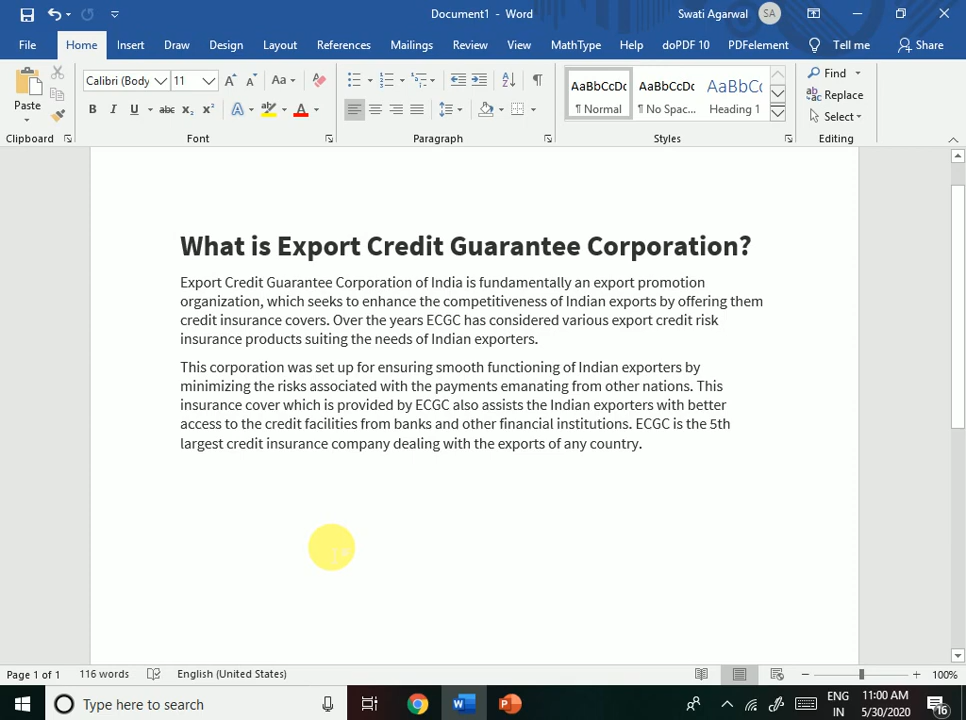 Document1 - Word
Swati Agarwal
SA
File
Home
Insert
Draw
Design
Layout
References
Mailings
Review
View
MathType
Help
doPDF 10
PDFelement
Tell me
Share
Paste
Calibri (Body
11
Aa
AaBbCcDc
AaBbCcDc
AaBbCc
¶ Normal
¶ No Spac...
Heading 1
Find
Replace
Select
Clipboard
Font
Paragraph
Styles
Editing
What is Export Credit Guarantee Corporation?
Export Credit Guarantee Corporation of India is fundamentally an export promotion
organization, which seeks to enhance the competitiveness of Indian exports by offering them
credit insurance covers. Over the years ECGC has considered various export credit risk
insurance products suiting the needs of Indian exporters.
This corporation was set up for ensuring smooth functioning of Indian exporters by
minimizing the risks associated with the payments emanating from other nations. This
insurance cover which is provided by ECGC also assists the Indian exporters with better
access to the credit facilities from banks and other financial institutions. ECGC is the 5th
largest credit insurance company dealing with the exports of any country.
Page 1 of 1
116 words
English (United States)
100%
Type here to search
ENG
IN
11:00 AM
5/30/2020
16